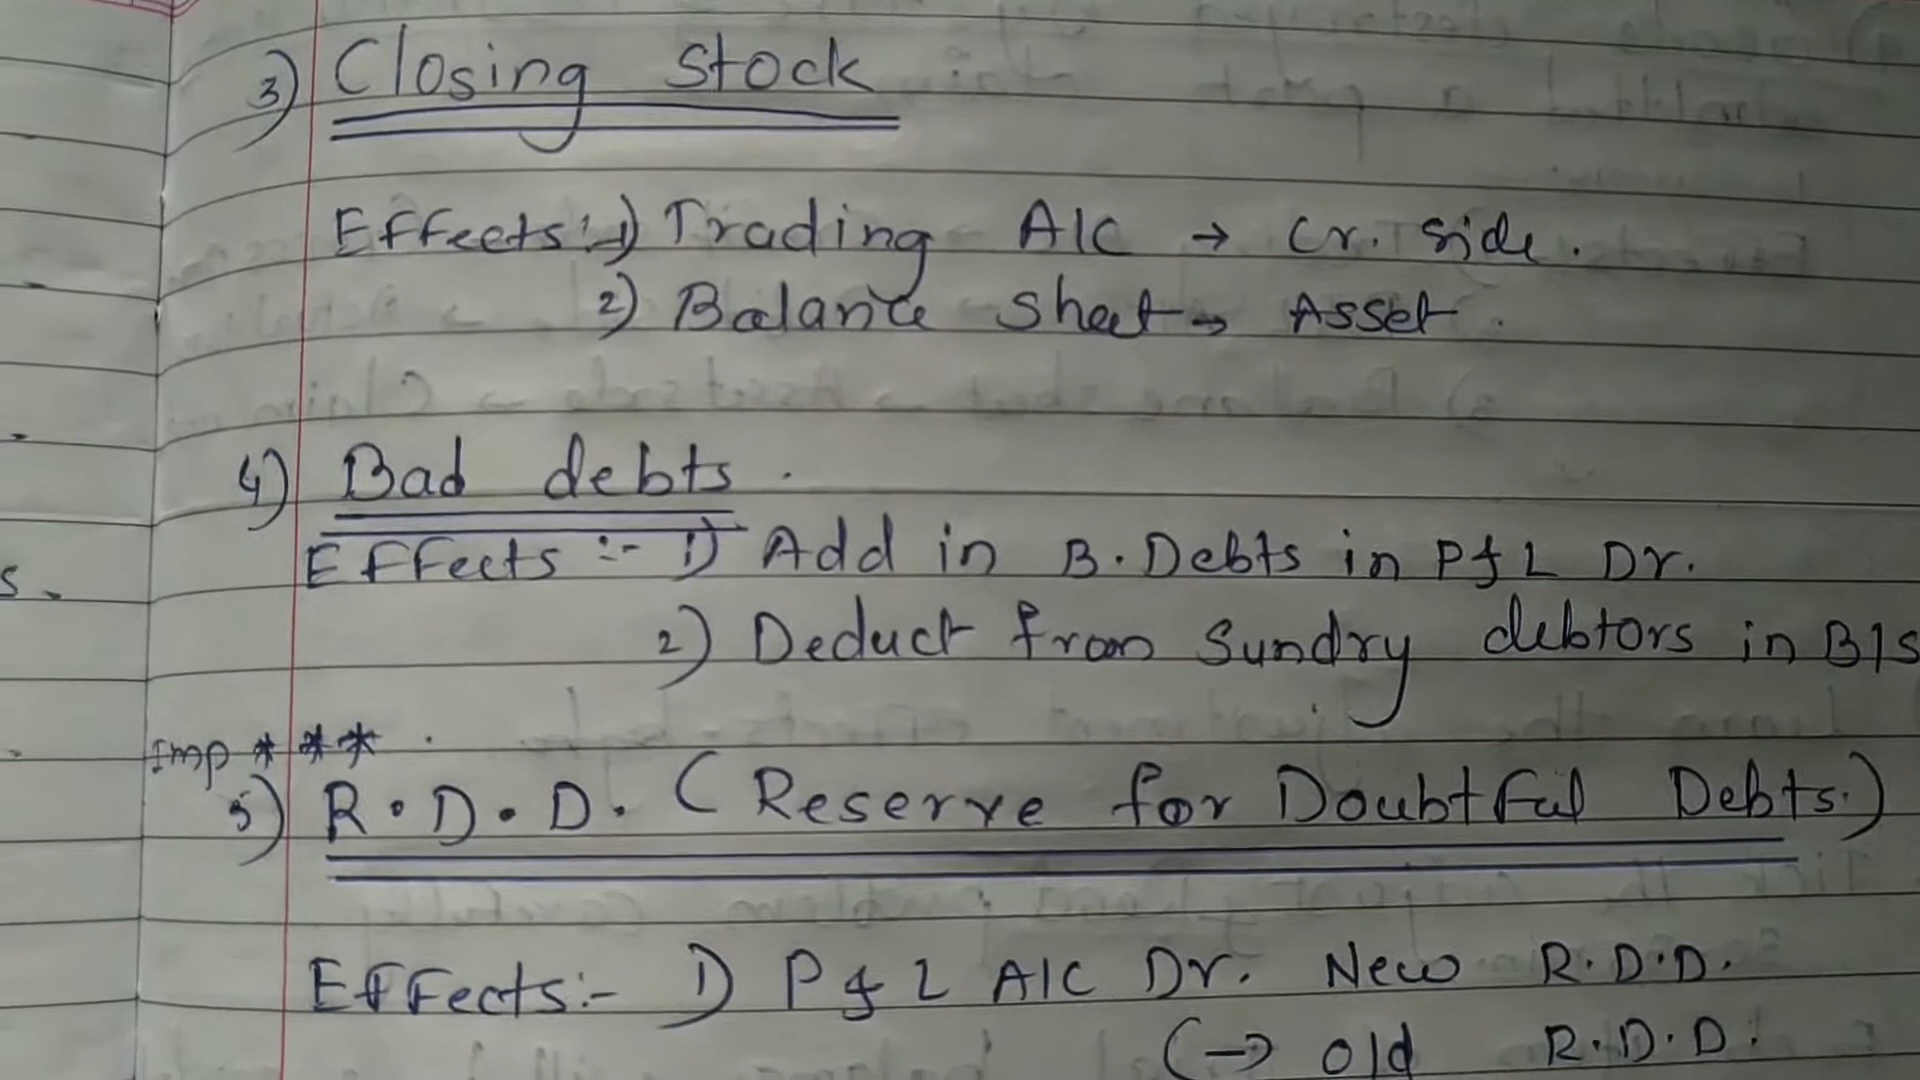 3) Closing stock
Effects :- 1) Trading A/C → Cr. side.
2) Balance sheet → Asset.
4) Bad debts.
Effects :- 1) Add in B. Debts in P & L Dr.
2) Deduct from Sundry debtors in B/S
Imp * * *
5) R.D.D. (Reserve for Doubtful Debts.)
Effects :- 1) P & L A/C Dr. New R.D.D.
(-) old R.D.D.
s.